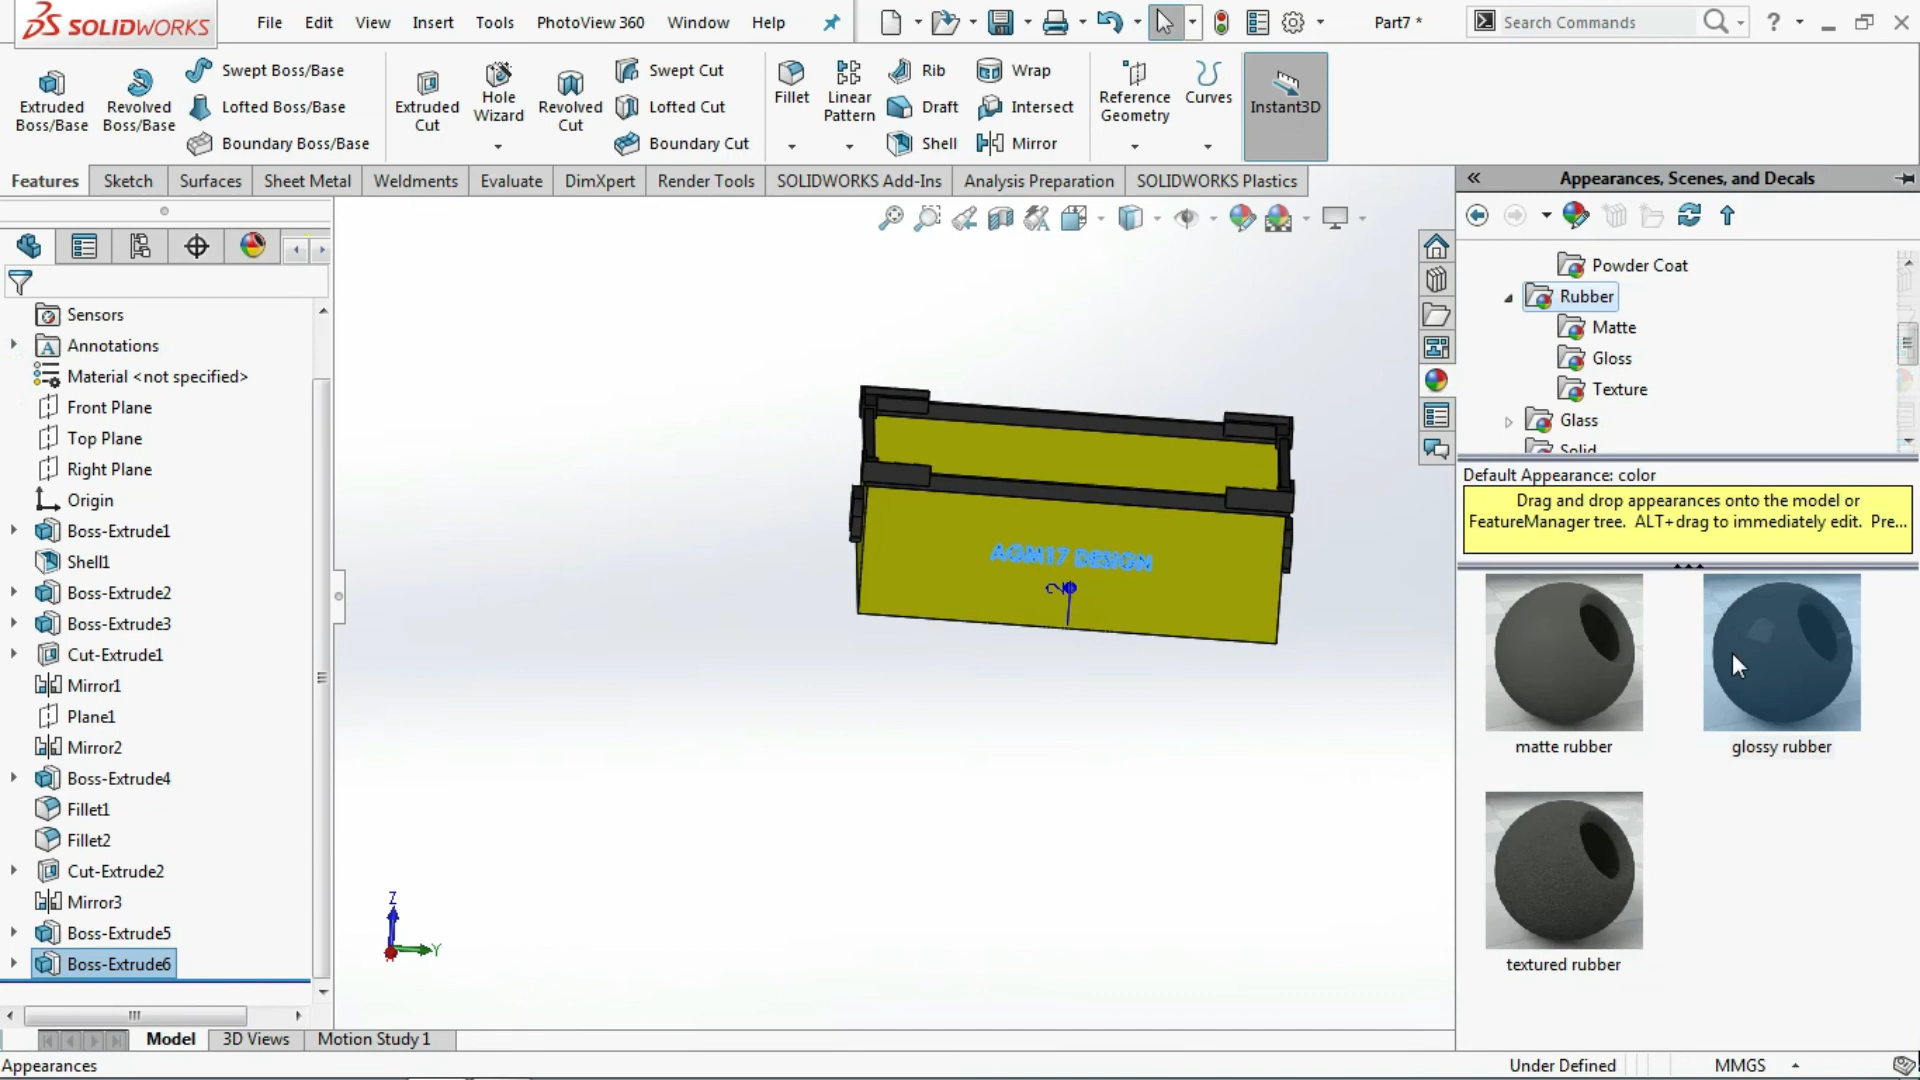 SOLIDWORKS
File Edit View Insert Tools PhotoView 360 Window Help
Part7 *
Search Commands
?
Extruded Boss/Base
Revolved Boss/Base
Swept Boss/Base
Lofted Boss/Base
Boundary Boss/Base
Extruded Cut
Hole Wizard
Revolved Cut
Swept Cut
Lofted Cut
Boundary Cut
Fillet
Linear Pattern
Rib
Draft
Shell
Wrap
Intersect
Mirror
Reference Geometry
Curves
Instant3D
Features Sketch Surfaces Sheet Metal Weldments Evaluate DimXpert Render Tools SOLIDWORKS Add-Ins Analysis Preparation SOLIDWORKS Plastics
Sensors
Annotations
Material <not specified>
Front Plane
Top Plane
Right Plane
Origin
Boss-Extrude1
Shell1
Boss-Extrude2
Boss-Extrude3
Cut-Extrude1
Mirror1
Plane1
Mirror2
Boss-Extrude4
Fillet1
Fillet2
Cut-Extrude2
Mirror3
Boss-Extrude5
Boss-Extrude6
AGM17 DESIGN
Z
Y
Appearances, Scenes, and Decals
Powder Coat
Rubber
Matte
Gloss
Texture
Glass
Solid
Default Appearance: color
Drag and drop appearances onto the model or
FeatureManager tree. ALT+drag to immediately edit. Pre...
matte rubber
glossy rubber
textured rubber
Model 3D Views Motion Study 1
Appearances
Under Defined
MMGS